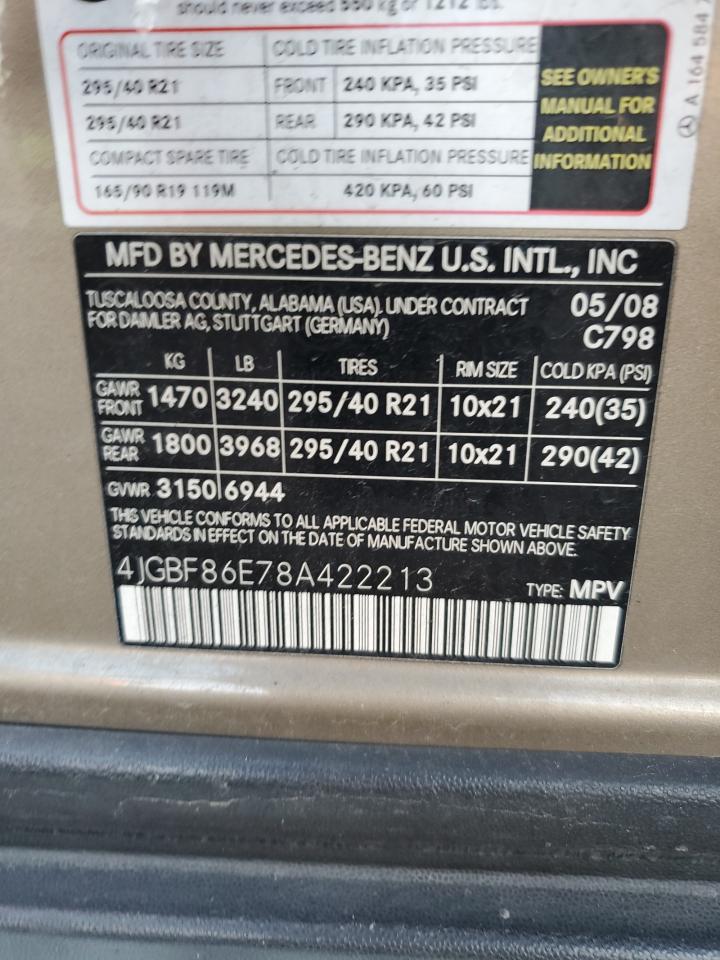 should never exceed 550 kg or 1212 lbs.
ORIGINAL TIRE SIZE COLD TIRE INFLATION PRESSURE
295/40 R21 FRONT 240 KPA, 35 PSI
295/40 R21 REAR 290 KPA, 42 PSI
COMPACT SPARE TIRE COLD TIRE INFLATION PRESSURE
165/90 R19 119M 420 KPA, 60 PSI
SEE OWNER'S
MANUAL FOR
ADDITIONAL
INFORMATION
A 164 584
MFD BY MERCEDES-BENZ U.S. INTL., INC
TUSCALOOSA COUNTY, ALABAMA (USA). UNDER CONTRACT 05/08
FOR DAIMLER AG, STUTTGART (GERMANY) C798
KG LB TIRES RIM SIZE COLD KPA (PSI)
GAWR FRONT 1470 3240 295/40 R21 10x21 240(35)
GAWR REAR 1800 3968 295/40 R21 10x21 290(42)
GVWR 3150 6944
THIS VEHICLE CONFORMS TO ALL APPLICABLE FEDERAL MOTOR VEHICLE SAFETY
STANDARDS IN EFFECT ON THE DATE OF MANUFACTURE SHOWN ABOVE.
4JGBF86E78A422213 TYPE: MPV